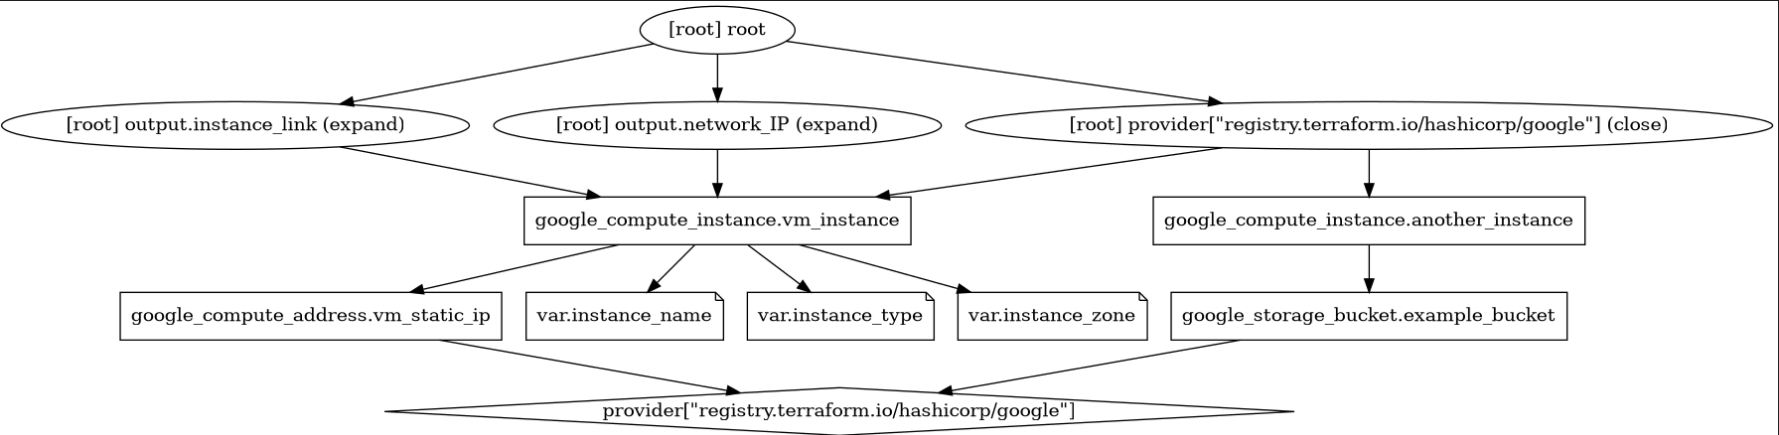 [root] root
[root] output.instance_link (expand)
[root] output.network_IP (expand)
[root] provider["registry.terraform.io/hashicorp/google"] (close)
google_compute_instance.vm_instance
google_compute_instance.another_instance
google_compute_address.vm_static_ip
var.instance_name
var.instance_type
var.instance_zone
google_storage_bucket.example_bucket
provider["registry.terraform.io/hashicorp/google"]